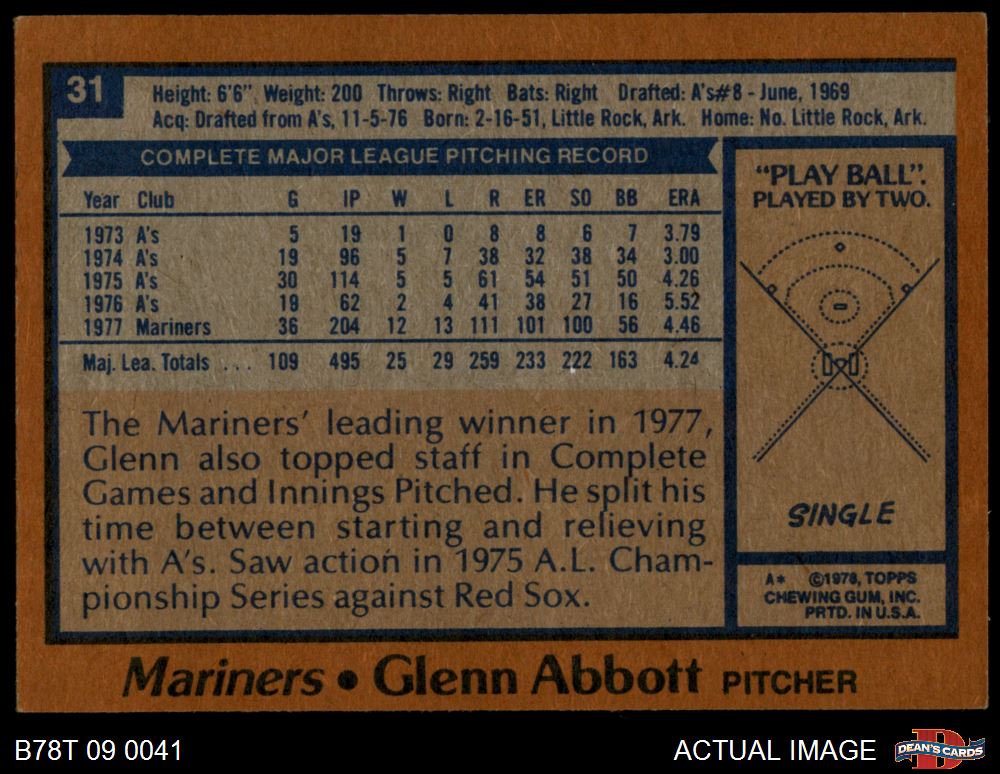 31
Height: 6'6" Weight: 200 Throws: Right Bats: Right Drafted: A's#8 - June, 1969
Acq: Drafted from A's, 11-5-76 Born: 2-16-51, Little Rock, Ark. Home: No. Little Rock, Ark.
COMPLETE MAJOR LEAGUE PITCHING RECORD
Year Club G IP W L R ER SO BB ERA
1973 A's 5 19 1 0 8 8 6 7 3.79
1974 A's 19 96 5 7 38 32 38 34 3.00
1975 A's 30 114 5 5 61 54 51 50 4.26
1976 A's 19 62 2 4 41 38 27 16 5.52
1977 Mariners 36 204 12 13 111 101 100 56 4.46
Maj. Lea. Totals . . . 109 495 25 29 259 233 222 163 4.24
The Mariners' leading winner in 1977,
Glenn also topped staff in Complete
Games and Innings Pitched. He split his
time between starting and relieving
with A's. Saw action in 1975 A.L. Cham-
pionship Series against Red Sox.
"PLAY BALL".
PLAYED BY TWO.
SINGLE
A* ©1978, TOPPS
CHEWING GUM, INC.
PRTD. IN U.S.A.
Mariners • Glenn Abbott PITCHER
B78T 09 0041
ACTUAL IMAGE
D
DEAN'S CARDS